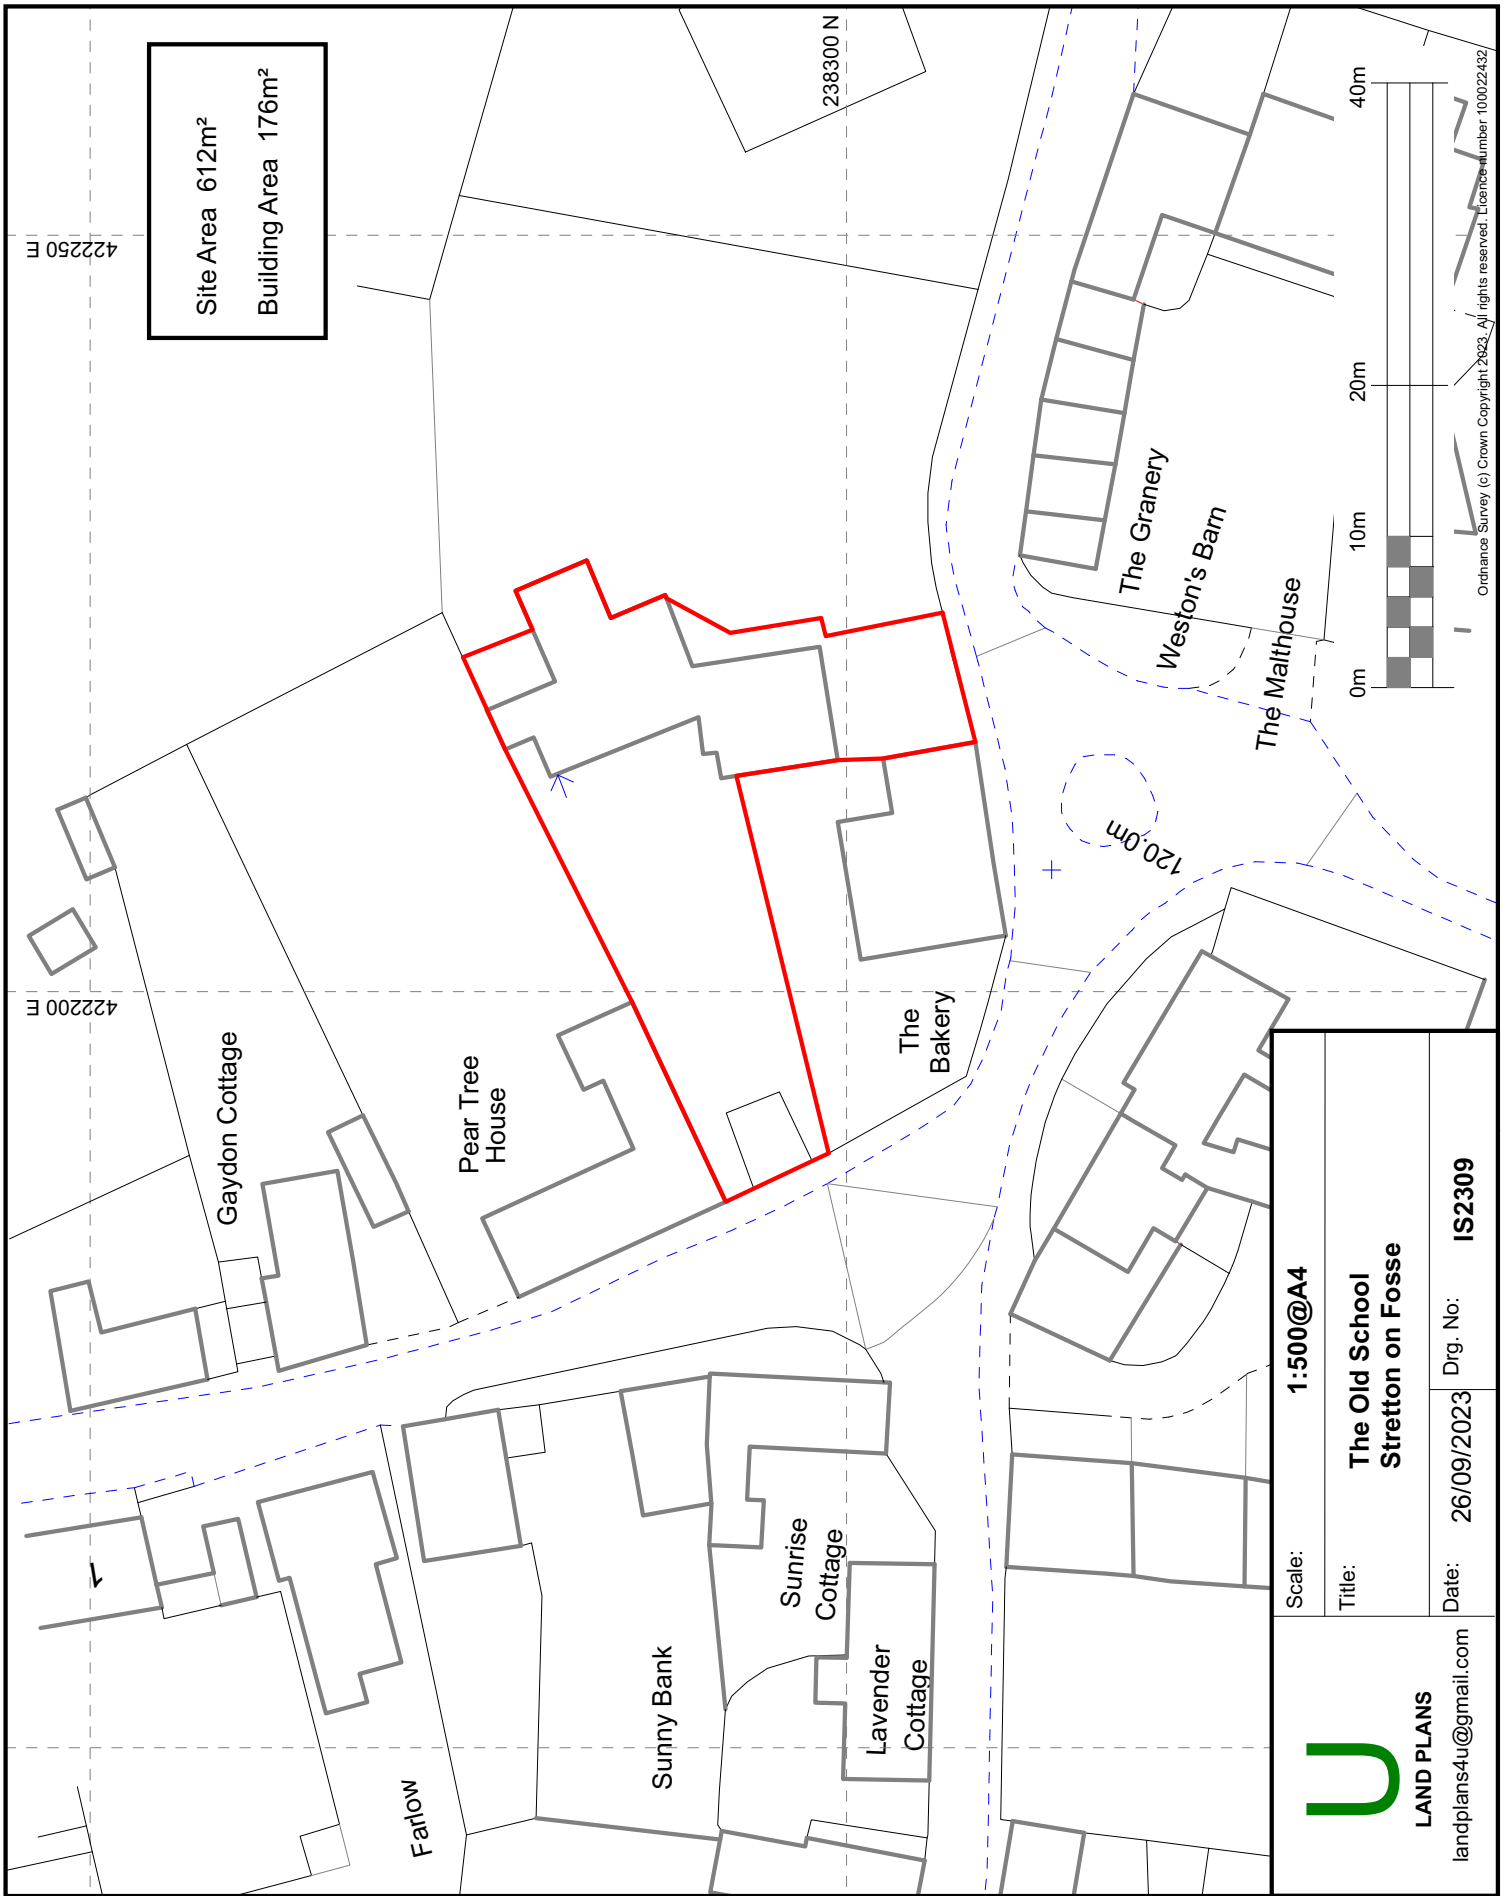 Site Area 612m²
Building Area 176m²
422250 E
422200 E
238300 N
Gaydon Cottage
Pear Tree
House
The
Bakery
The Granery
Weston's Barn
The Malthouse
120.0m
1
Farlow
Sunny Bank
Sunrise
Cottage
Lavender
Cottage
0m
10m
20m
40m
Ordnance Survey (c) Crown Copyright 2023. All rights reserved. Licence number 100022432
Scale:
1:500@A4
Title:
The Old School
Stretton on Fosse
Date:
26/09/2023
Drg. No:
IS2309
U
LAND PLANS
landplans4u@gmail.com